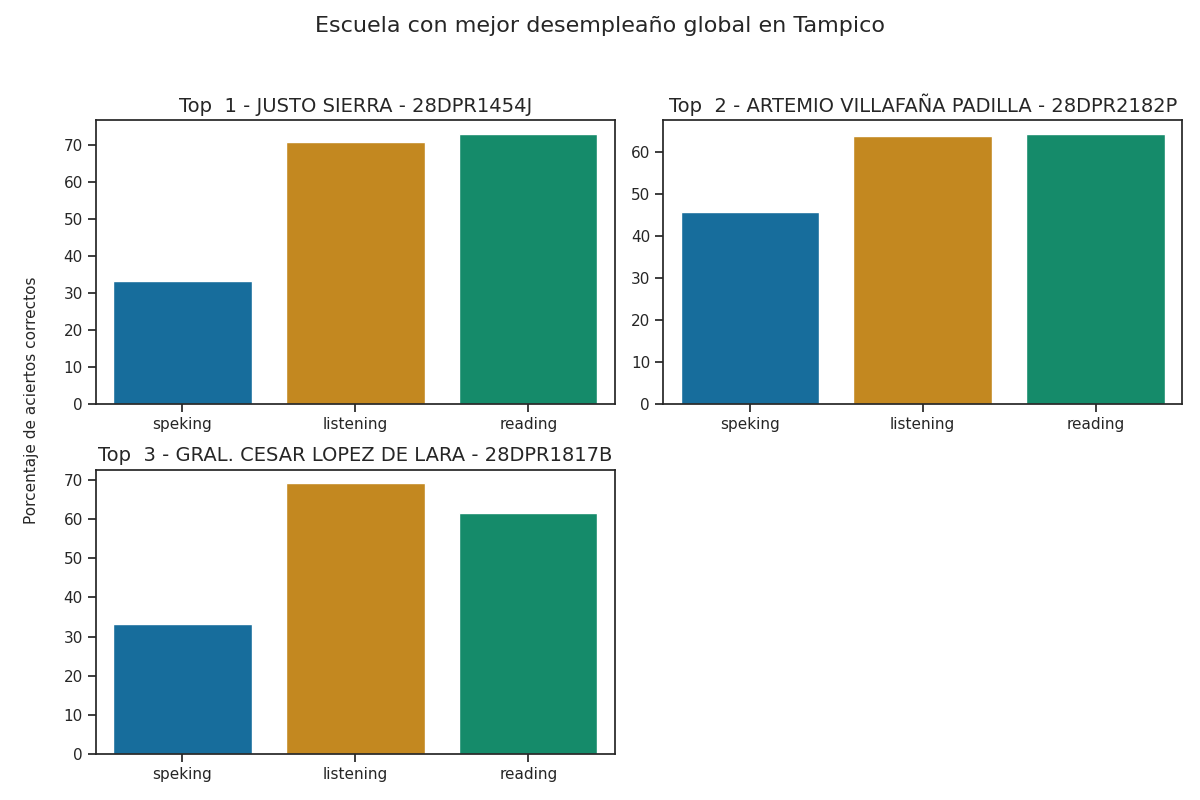 Escuela con mejor desempleaño global en Tampico
Porcentaje de aciertos correctos
Top  1 - JUSTO SIERRA - 28DPR1454J
70
60
50
40
30
20
10
0
speking listening reading
Top  2 - ARTEMIO VILLAFAÑA PADILLA - 28DPR2182P
60
50
40
30
20
10
0
speking listening reading
Top  3 - GRAL. CESAR LOPEZ DE LARA - 28DPR1817B
70
60
50
40
30
20
10
0
speking listening reading